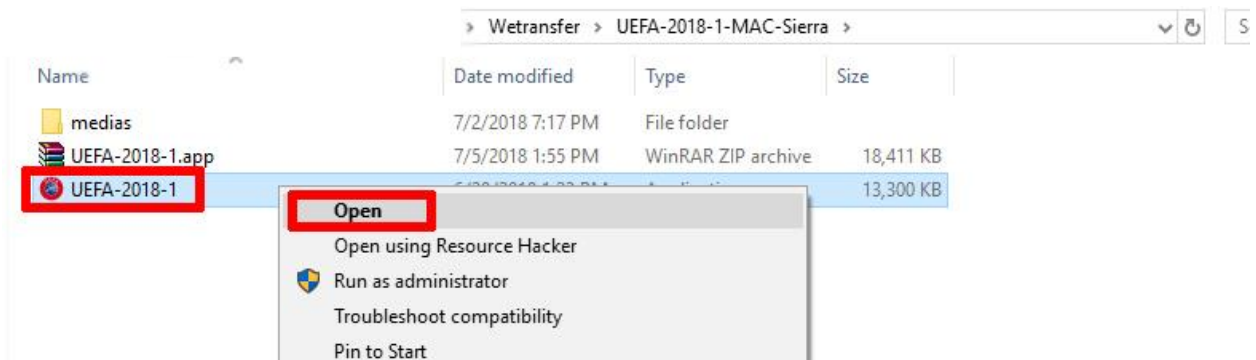 › Wetransfer › UEFA-2018-1-MAC-Sierra › S
Name Date modified Type Size
medias 7/2/2018 7:17 PM File folder
UEFA-2018-1.app 7/5/2018 1:55 PM WinRAR ZIP archive 18,411 KB
UEFA-2018-1 13,300 KB
Open
Open using Resource Hacker
Run as administrator
Troubleshoot compatibility
Pin to Start